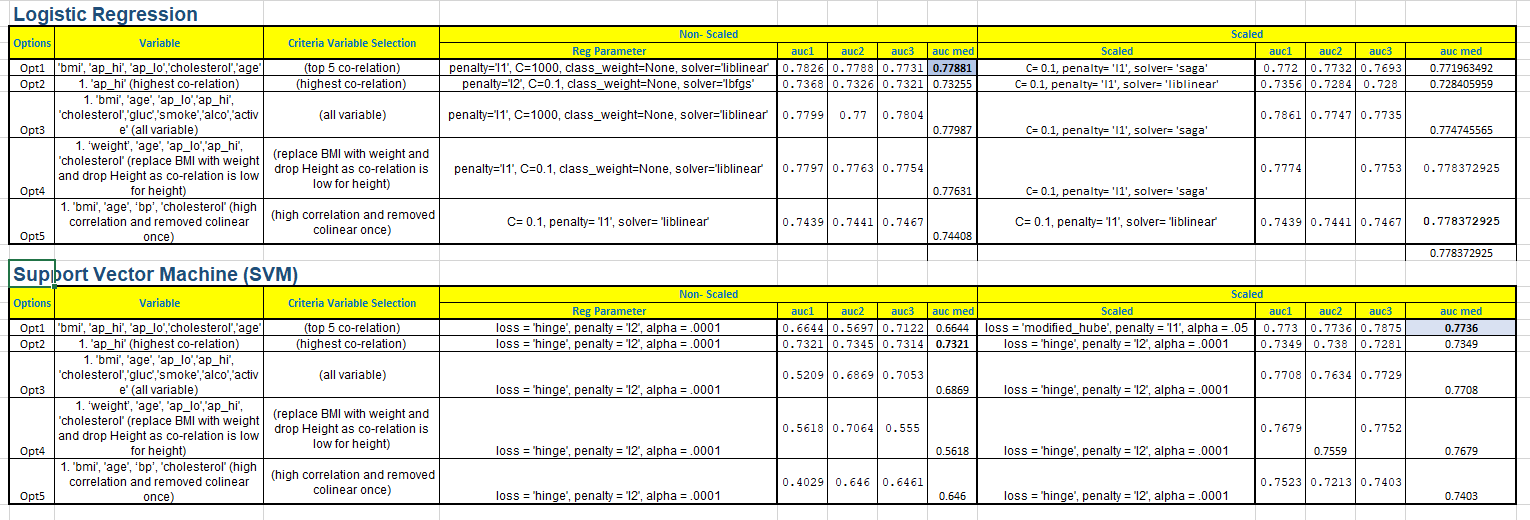 Logistic Regression
Options Variable Criteria Variable Selection Non- Scaled Scaled
Reg Parameter auc1 auc2 auc3 auc med Scaled auc1 auc2 auc3 auc med
Opt1 'bmi', 'ap_hi', 'ap_lo','cholesterol','age' (top 5 co-relation) penalty='l1', C=1000, class_weight=None, solver='liblinear' 0.7826 0.7788 0.7731 0.77881 C= 0.1, penalty= 'l1', solver= 'saga' 0.772 0.7732 0.7693 0.771963492
Opt2 1. 'ap_hi' (highest co-relation) (highest co-relation) penalty='l2', C=0.1, class_weight=None, solver='lbfgs' 0.7368 0.7326 0.7321 0.73255 C= 0.1, penalty= 'l1', solver= 'liblinear' 0.7356 0.7284 0.728 0.728405959
1. 'bmi', 'age', 'ap_lo','ap_hi',
'cholesterol','gluc','smoke','alco','activ
e' (all variable)
(all variable)
penalty='l1', C=1000, class_weight=None, solver='liblinear' 0.7799 0.77 0.7804 0.7861 0.7747 0.7735
Opt3 0.77987 C= 0.1, penalty= 'l1', solver= 'saga' 0.774745565
1. 'weight', 'age', 'ap_lo','ap_hi',
'cholesterol' (replace BMI with weight
and drop Height as co-relation is low
for height)
(replace BMI with weight and
drop Height as co-relation is
low for height)
penalty='l1', C=0.1, class_weight=None, solver='liblinear' 0.7797 0.7763 0.7754 0.7774 0.7753 0.778372925
Opt4 0.77631 C= 0.1, penalty= 'l1', solver= 'saga'
1. 'bmi', 'age', 'bp', 'cholesterol' (high
correlation and removed colinear
once)
(high correlation and removed
colinear once)
C= 0.1, penalty= 'l1', solver= 'liblinear' 0.7439 0.7441 0.7467 C= 0.1, penalty= 'l1', solver= 'liblinear' 0.7439 0.7441 0.7467 0.778372925
Opt5 0.74408
0.778372925
Support Vector Machine (SVM)
Options Variable Criteria Variable Selection Non- Scaled Scaled
Reg Parameter auc1 auc2 auc3 auc med Scaled auc1 auc2 auc3 auc med
Opt1 'bmi', 'ap_hi', 'ap_lo','cholesterol','age' (top 5 co-relation) loss = 'hinge', penalty = 'l2', alpha = .0001 0.6644 0.5697 0.7122 0.6644 loss = 'modified_hube', penalty = 'l1', alpha = .05 0.773 0.7736 0.7875 0.7736
Opt2 1. 'ap_hi' (highest co-relation) (highest co-relation) loss = 'hinge', penalty = 'l2', alpha = .0001 0.7321 0.7345 0.7314 0.7321 loss = 'hinge', penalty = 'l2', alpha = .0001 0.7349 0.738 0.7281 0.7349
1. 'bmi', 'age', 'ap_lo','ap_hi',
'cholesterol','gluc','smoke','alco','activ
e' (all variable)
(all variable)
0.5209 0.6869 0.7053 0.7708 0.7634 0.7729
Opt3 loss = 'hinge', penalty = 'l2', alpha = .0001 0.6869 loss = 'hinge', penalty = 'l2', alpha = .0001 0.7708
1. 'weight', 'age', 'ap_lo','ap_hi',
'cholesterol' (replace BMI with weight
and drop Height as co-relation is low
for height)
(replace BMI with weight and
drop Height as co-relation is
low for height)
0.5618 0.7064 0.555 0.7679 0.7752
Opt4 loss = 'hinge', penalty = 'l2', alpha = .0001 0.5618 loss = 'hinge', penalty = 'l2', alpha = .0001 0.7559 0.7679
1. 'bmi', 'age', 'bp', 'cholesterol' (high
correlation and removed colinear
once)
(high correlation and removed
colinear once)
0.4029 0.646 0.6461 0.7523 0.7213 0.7403
Opt5 loss = 'hinge', penalty = 'l2', alpha = .0001 0.646 loss = 'hinge', penalty = 'l2', alpha = .0001 0.7403